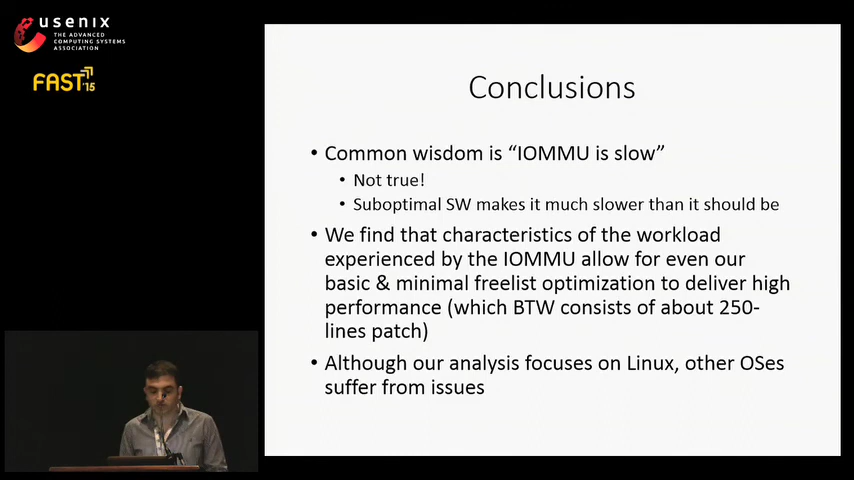 usenix
THE ADVANCED
COMPUTING SYSTEMS
ASSOCIATION
FAST '15
Conclusions
• Common wisdom is “IOMMU is slow”
• Not true!
• Suboptimal SW makes it much slower than it should be
• We find that characteristics of the workload
experienced by the IOMMU allow for even our
basic & minimal freelist optimization to deliver high
performance (which BTW consists of about 250-
lines patch)
• Although our analysis focuses on Linux, other OSes
suffer from issues